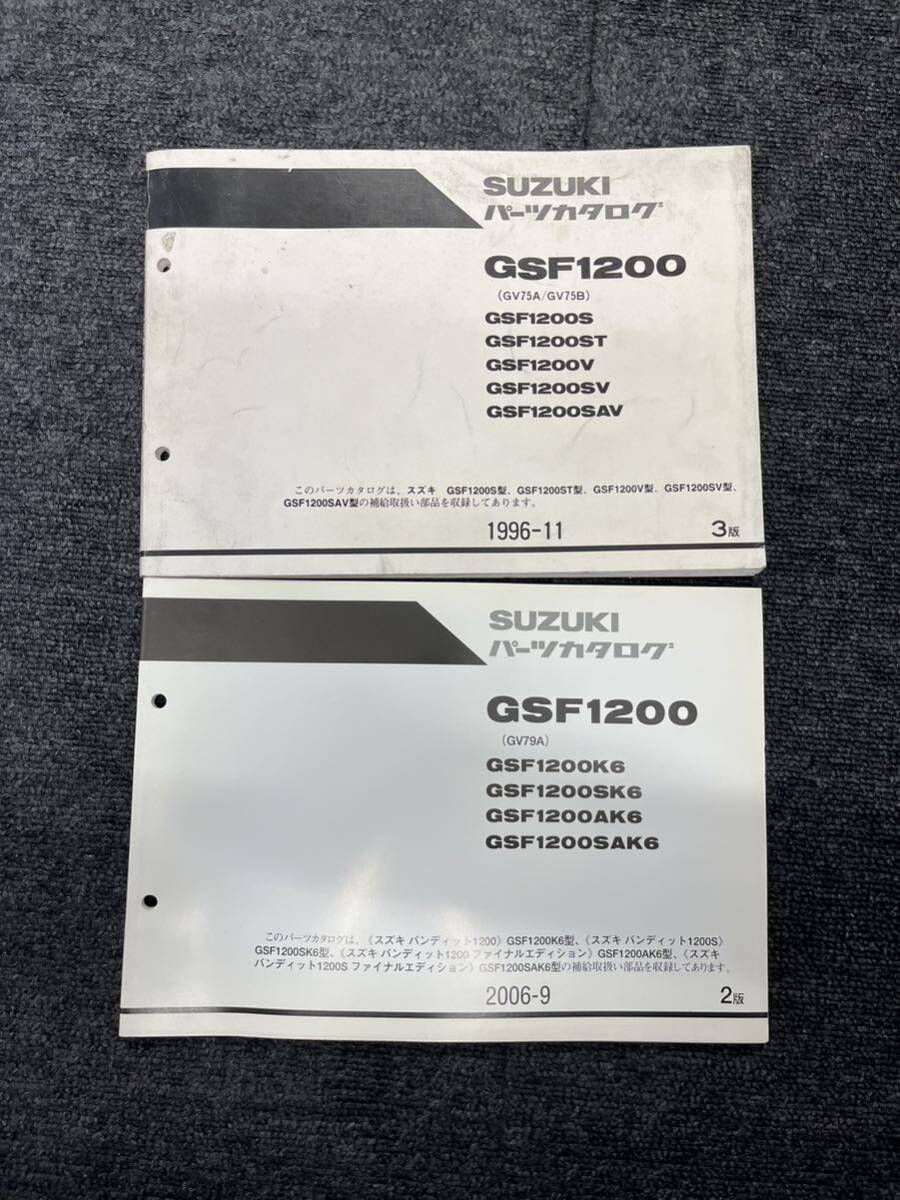 SUZUKI
パーツカタログ
GSF1200
(GV75A/GV75B)
GSF1200S
GSF1200ST
GSF1200V
GSF1200SV
GSF1200SAV
このパーツカタログは、スズキ GSF1200S型、GSF1200ST型、GSF1200V型、GSF1200SV型、
GSF1200SAV型の補給取扱い部品を収録してあります。
1996-11
3版
SUZUKI
パーツカタログ
GSF1200
(GV79A)
GSF1200K6
GSF1200SK6
GSF1200AK6
GSF1200SAK6
このパーツカタログは、《スズキ バンディット1200》GSF1200K6型、《スズキ バンディット1200S》
GSF1200SK6型、《スズキ バンディット1200 ファイナルエディション》GSF1200AK6型、《スズキ
バンディット1200S ファイナルエディション》GSF1200SAK6型の補給取扱い部品を収録してあります。
2006-9
2版